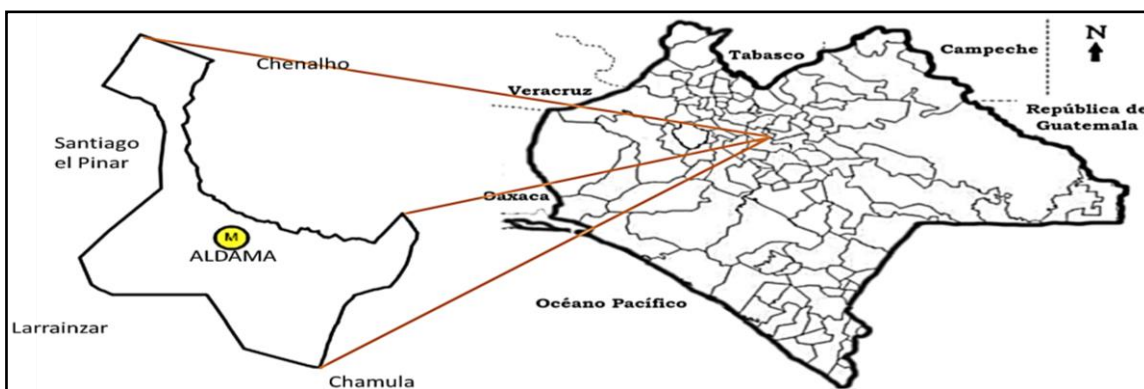 Chenalho
Santiago
el Pinar
M
ALDAMA
Larrainzar
Chamula
Tabasco
Campeche
N
Veracruz
República de
Guatemala
Oaxaca
Océano Pacífico